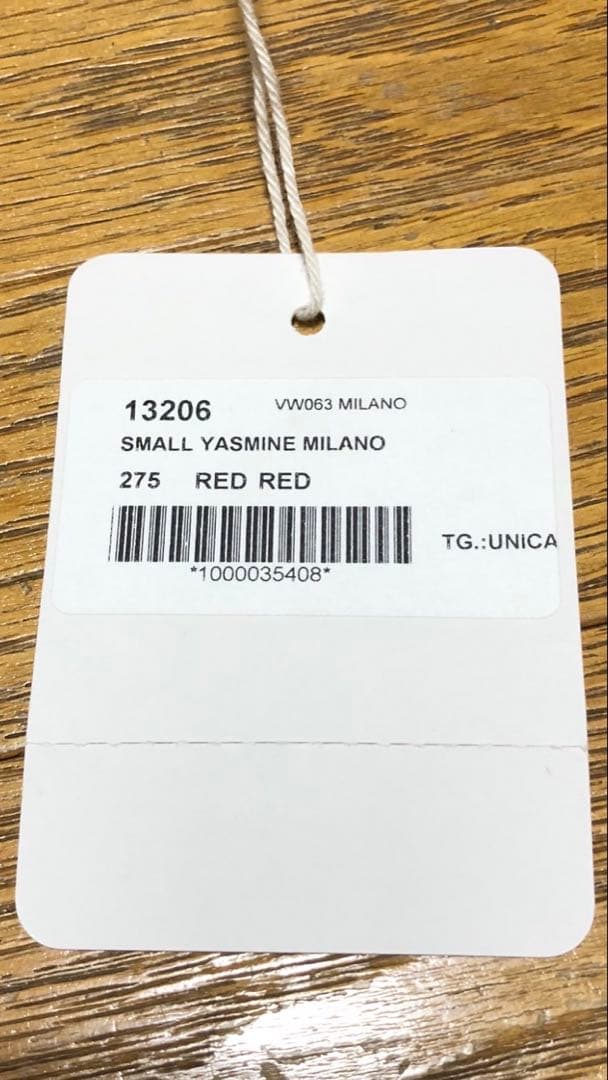 13206 VW063 MILANO
SMALL YASMINE MILANO
275 RED RED
TG.:UNICA
*1000035408*